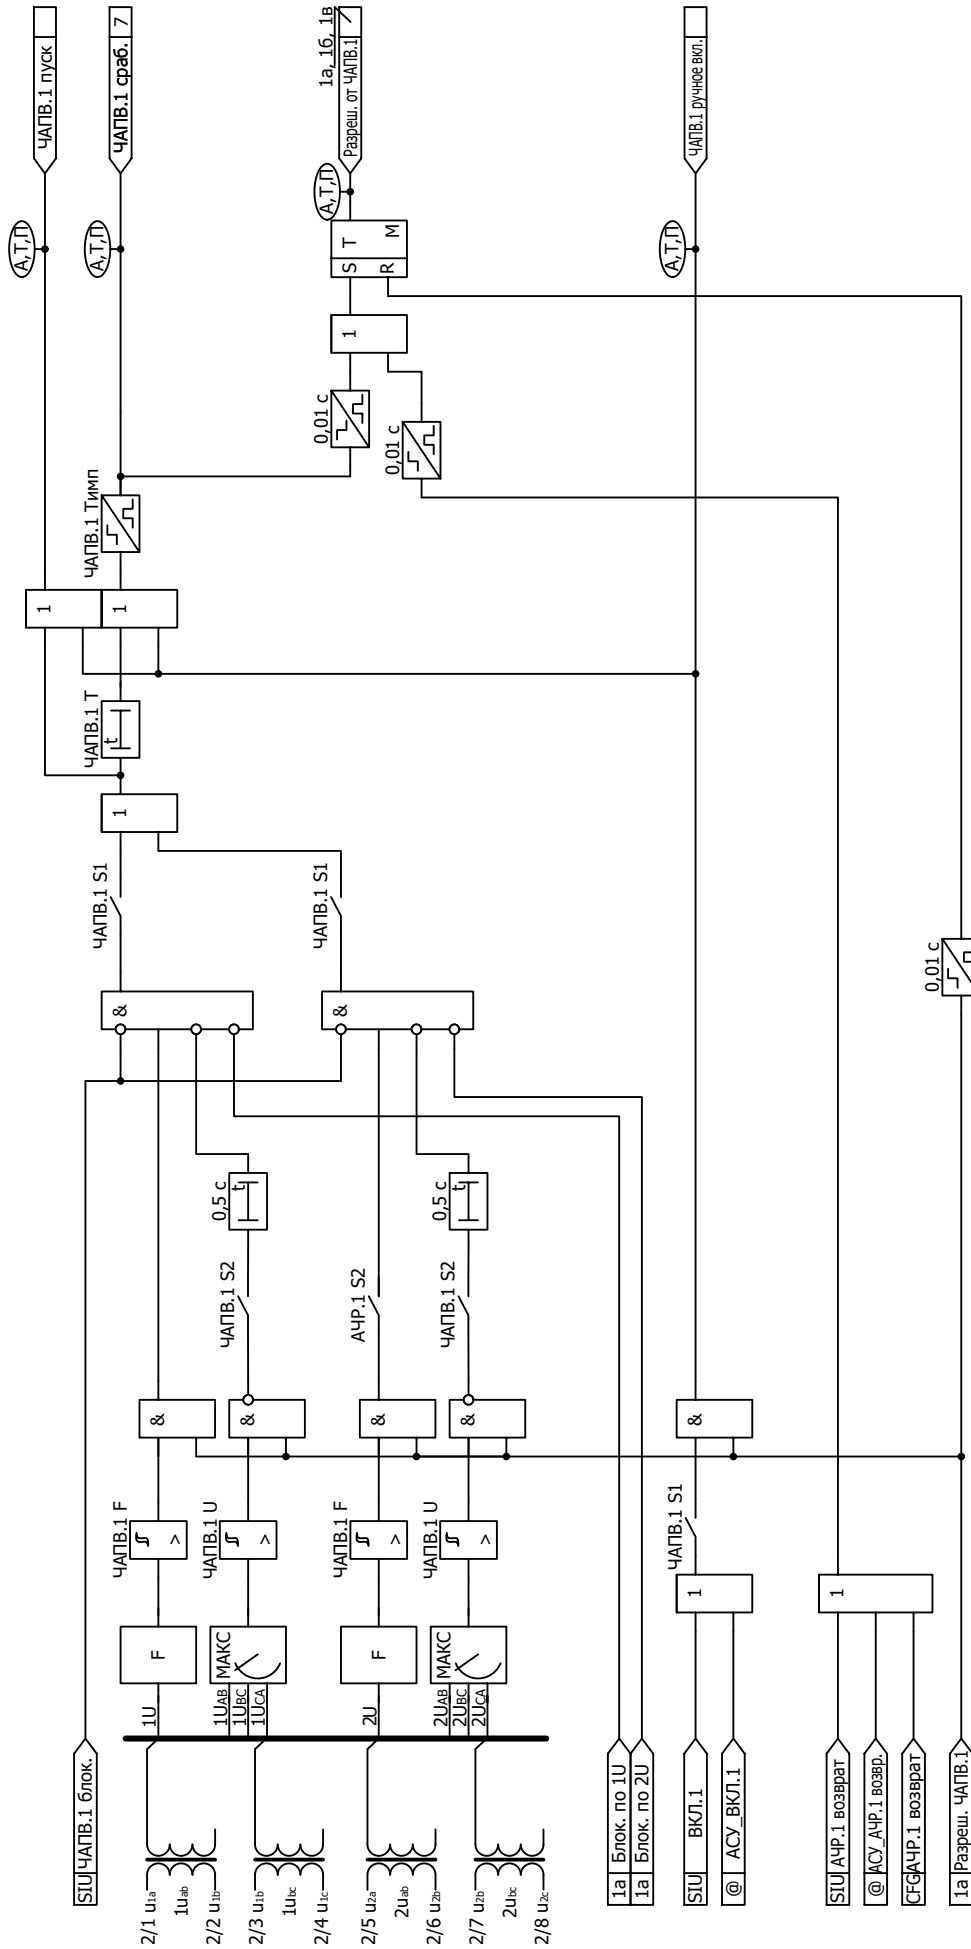 SIU ЧАПВ.1 блок.
2/1 u1a
1uab
2/2 u1b
2/3 u1b
1ubc
2/4 u1c
2/5 u2a
2uab
2/6 u2b
2/7 u2b
2ubc
2/8 u2c
1U
1UAB
1UBC
1UCA
2U
2UAB
2UBC
2UCA
F
МАКС
F
МАКС
ЧАПВ.1 F
>
ЧАПВ.1 U
>
ЧАПВ.1 F
>
ЧАПВ.1 U
>
&
&
&
&
ЧАПВ.1 S2
АЧР.1 S2
ЧАПВ.1 S2
0,5 с
t
0,5 с
t
&
&
ЧАПВ.1 S1
ЧАПВ.1 S1
1
ЧАПВ.1 T
t
1
1
ЧАПВ.1 Тимп
0,01 с
0,01 с
1
S T
R M
А,Т,П
А,Т,П
А,Т,П
А,Т,П
ЧАПВ.1 пуск
ЧАПВ.1 сраб. 7
1а, 1б, 1в
Разреш. от ЧАПВ.1
ЧАПВ.1 ручное вкл.
1а Блок. по 1U
1а Блок. по 2U
SIU ВКЛ.1
@ АСУ_ВКЛ.1
1
ЧАПВ.1 S1
&
SIU АЧР.1 возврат
@ АСУ_АЧР.1 возвр.
CFG АЧР.1 возврат
1
1а Разреш. ЧАПВ.1
0,01 с